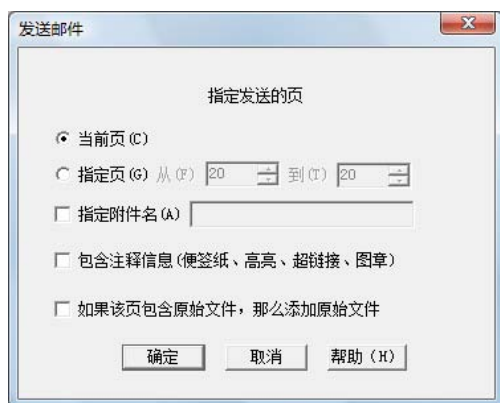 发送邮件
指定发送的页
当前页(C)
指定页(G) 从(F) 20 到(T) 20
指定附件名(A)
包含注释信息(便签纸、高亮、超链接、图章)
如果该页包含原始文件，那么添加原始文件
确定 取消 帮助 (H)